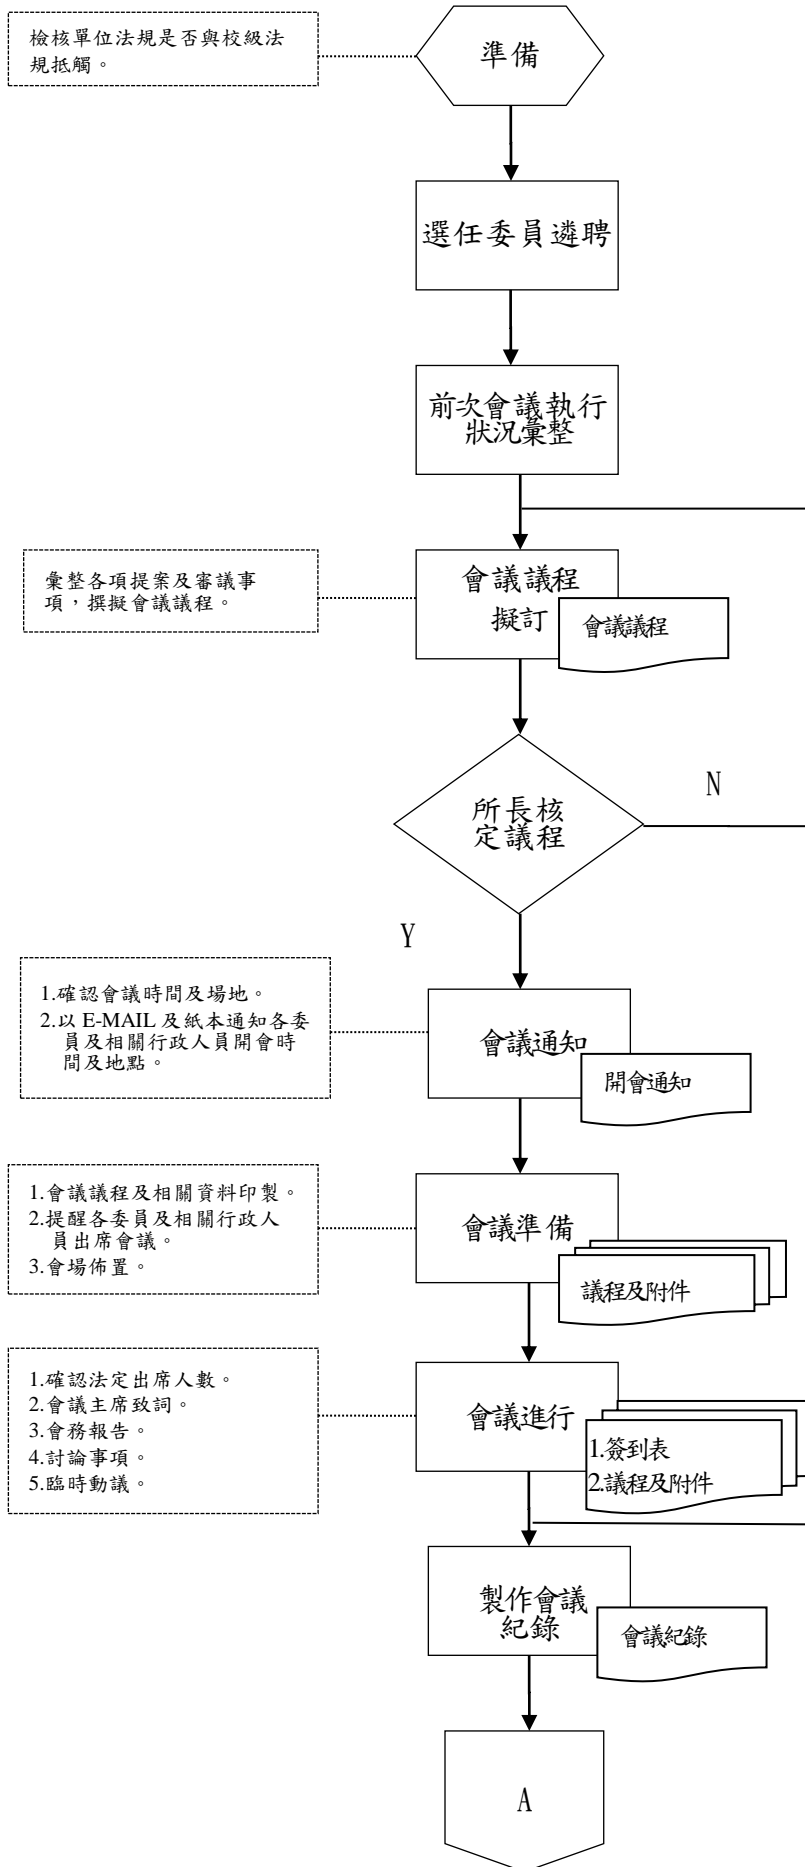 檢核單位法規是否與校級法
規抵觸。
準備
選任委員遴聘
前次會議執行
狀況彙整
彙整各項提案及審議事
項，撰擬會議議程。
會議議程
擬訂
會議議程
所長核
定議程
N
Y
1.確認會議時間及場地。
2.以 E-MAIL 及紙本通知各委
員及相關行政人員開會時
間及地點。
會議通知
開會通知
1.會議議程及相關資料印製。
2.提醒各委員及相關行政人
員出席會議。
3.會場佈置。
會議準備
議程及附件
1.確認法定出席人數。
2.會議主席致詞。
3.會務報告。
4.討論事項。
5.臨時動議。
會議進行
1.簽到表
2.議程及附件
製作會議
紀錄
會議紀錄
A